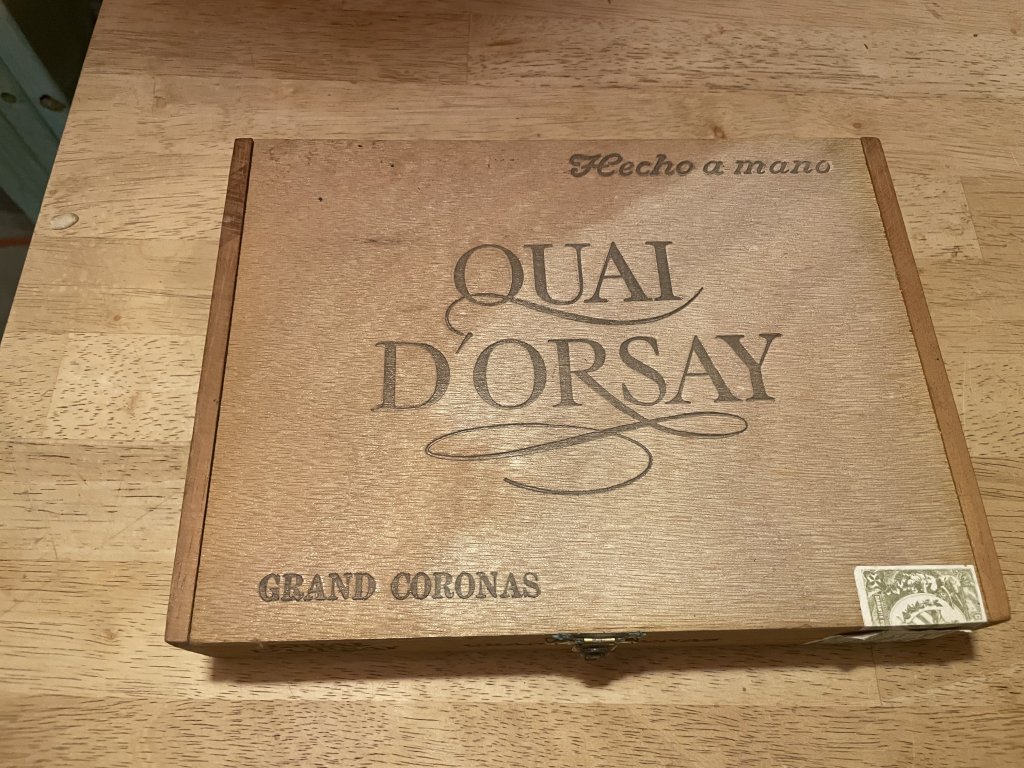 Hecho a mano
QUAI
D'ORSAY
GRAND CORONAS